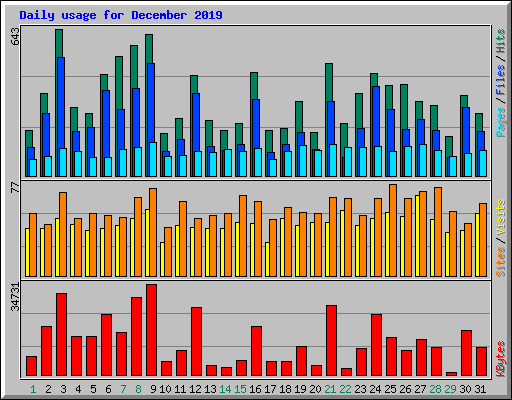 Daily usage for December 2019
643
Pages / Files / Hits
77
Sites / Visits
34731
KBytes
1 2 3 4 5 6 7 8 9 10 11 12 13 14 15 16 17 18 19 20 21 22 23 24 25 26 27 28 29 30 31